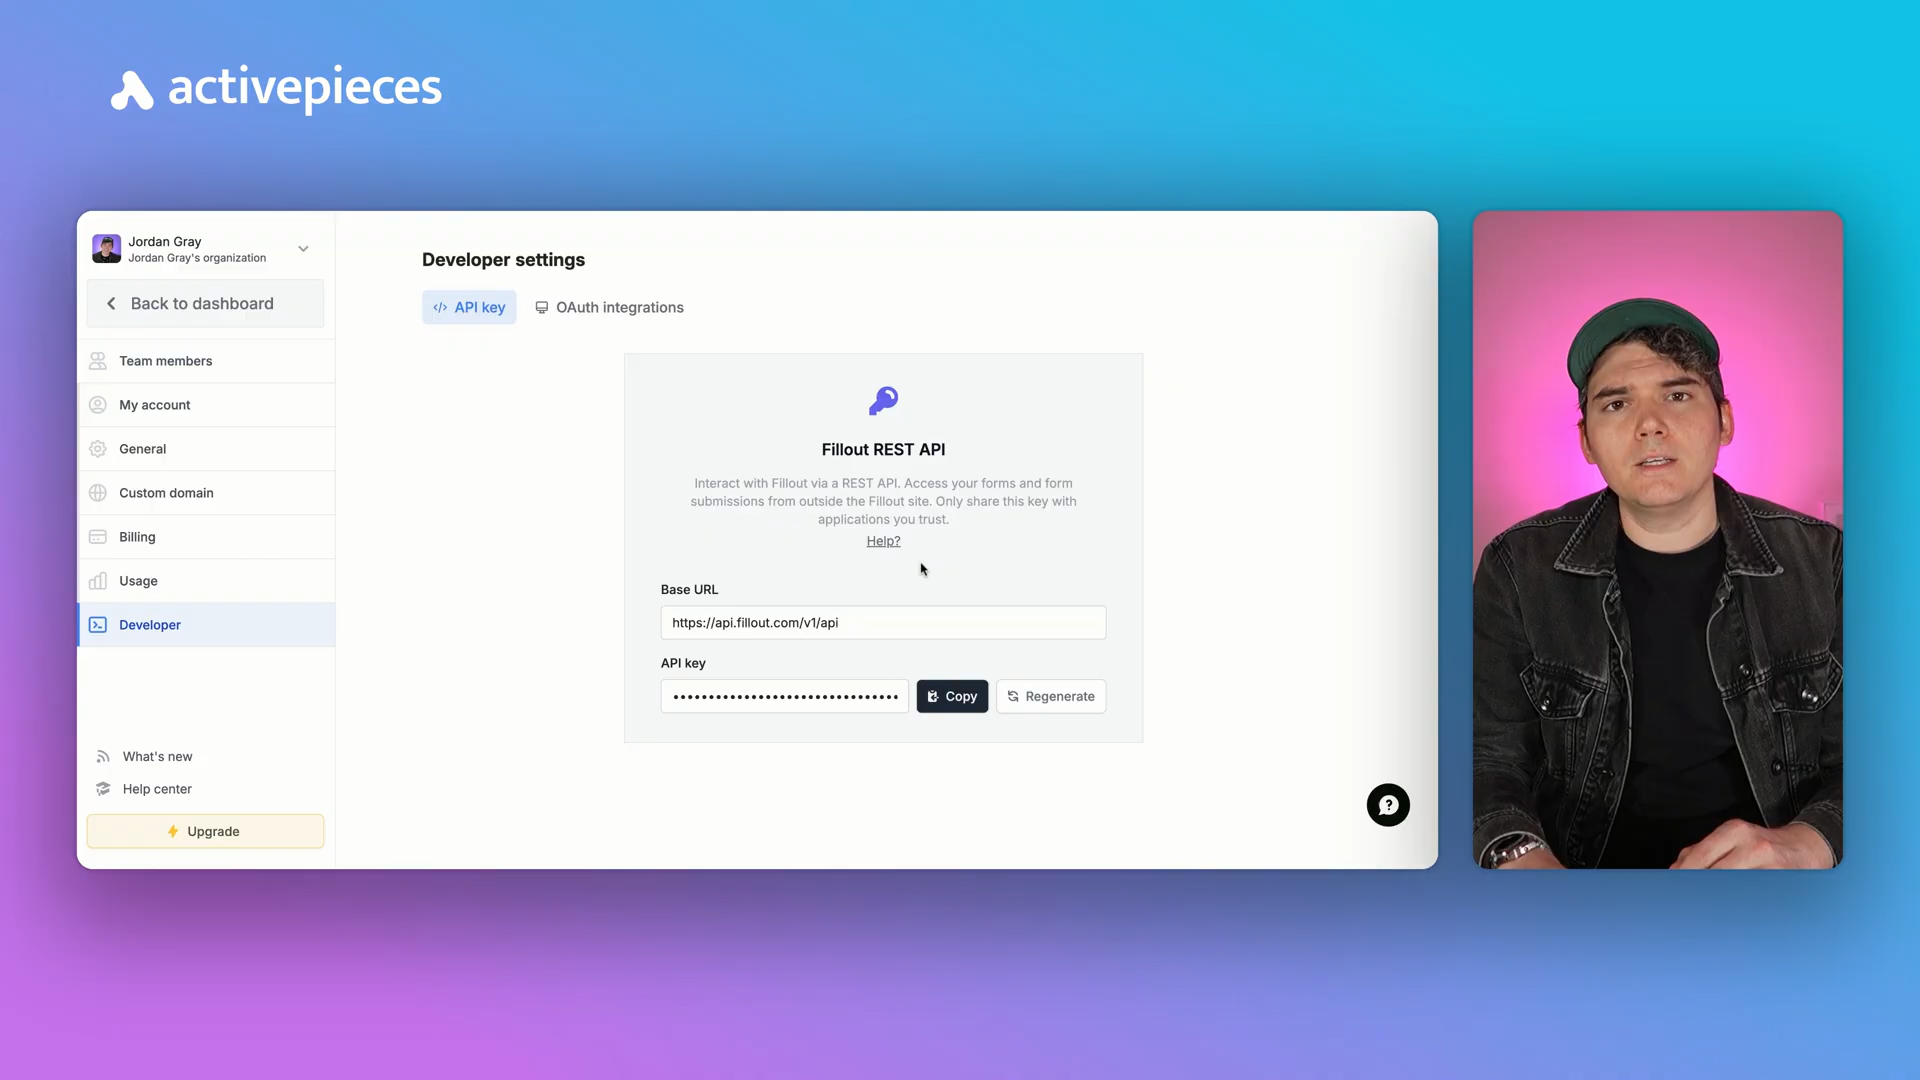 activepieces
Jordan Gray
Jordan Gray's organization
Back to dashboard
Team members
My account
General
Custom domain
Billing
Usage
Developer
What's new
Help center
Upgrade
Developer settings
</> API key
OAuth integrations
Fillout REST API
Interact with Fillout via a REST API. Access your forms and form
submissions from outside the Fillout site. Only share this key with
applications you trust.
Help?
Base URL
https://api.fillout.com/v1/api
API key
••••••••••••••••••••••••••••••••
Copy
Regenerate